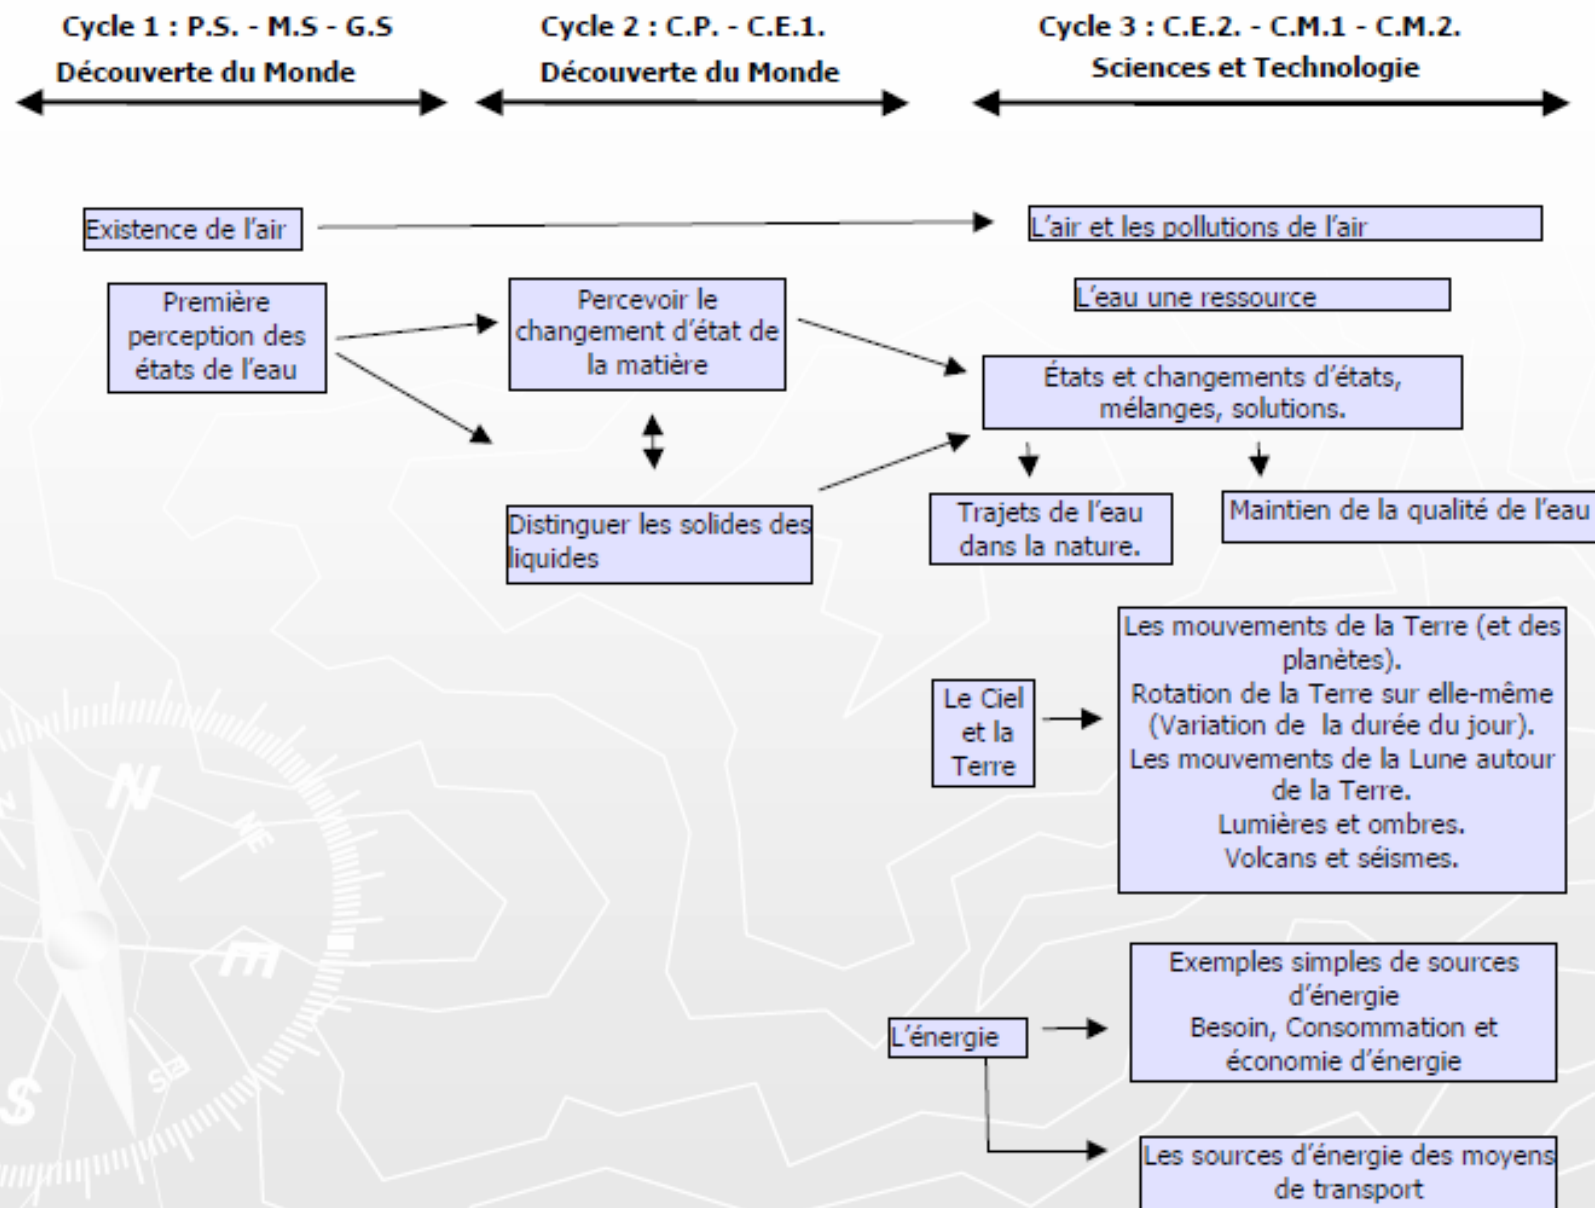 Cycle 1 : P.S. - M.S - G.S
Découverte du Monde
Cycle 2 : C.P. - C.E.1.
Découverte du Monde
Cycle 3 : C.E.2. - C.M.1 - C.M.2.
Sciences et Technologie
Existence de l'air
L'air et les pollutions de l'air
Première
perception des
états de l'eau
Percevoir le
changement d'état de
la matière
L'eau une ressource
États et changements d'états,
mélanges, solutions.
Distinguer les solides des
liquides
Trajets de l'eau
dans la nature.
Maintien de la qualité de l'eau
Le Ciel
et la
Terre
Les mouvements de la Terre (et des
planètes).
Rotation de la Terre sur elle-même
(Variation de la durée du jour).
Les mouvements de la Lune autour
de la Terre.
Lumières et ombres.
Volcans et séismes.
L'énergie
Exemples simples de sources
d'énergie
Besoin, Consommation et
économie d'énergie
Les sources d'énergie des moyens
de transport
N
NE
E
S